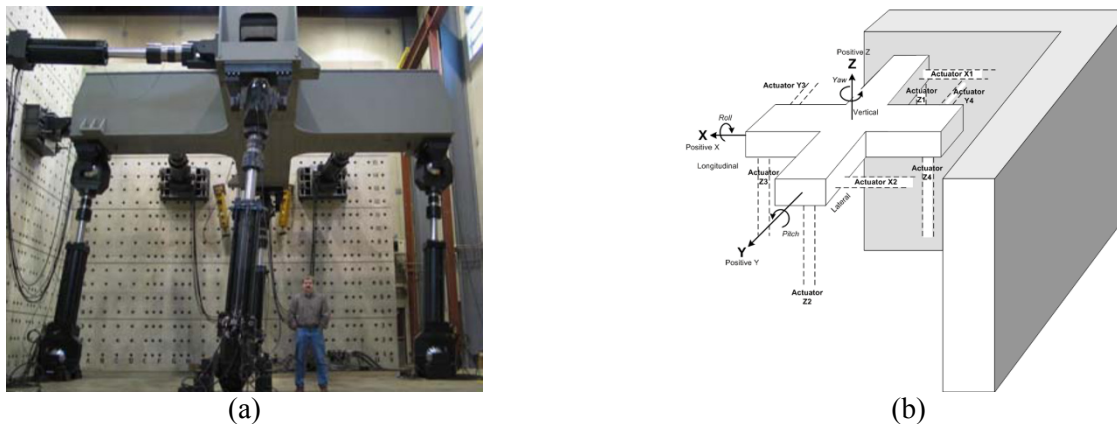 Positive Z
Z
Yaw
Vertical
Actuator Y3
Actuator X1
Actuator
Z1
Actuator
Y4
Roll
X
Positive X
Longitudinal
Actuator
Z3
Actuator X2
Actuator
Z4
Lateral
Pitch
Y
Positive Y
Actuator
Z2
(a)
(b)